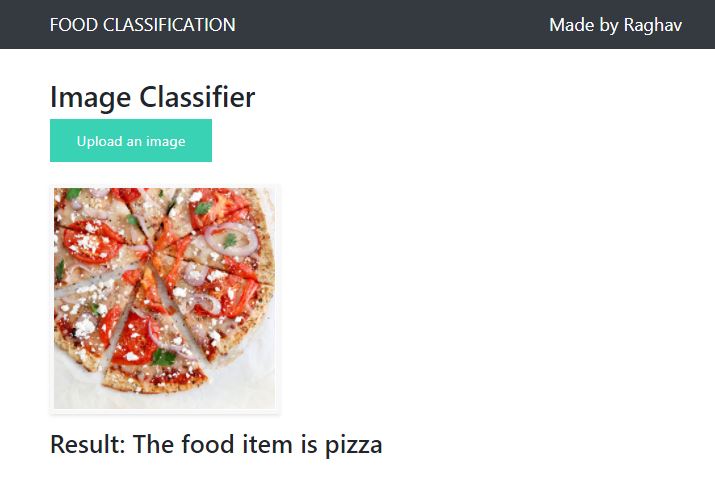 FOOD CLASSIFICATION
Made by Raghav
Image Classifier
Upload an image
Result: The food item is pizza